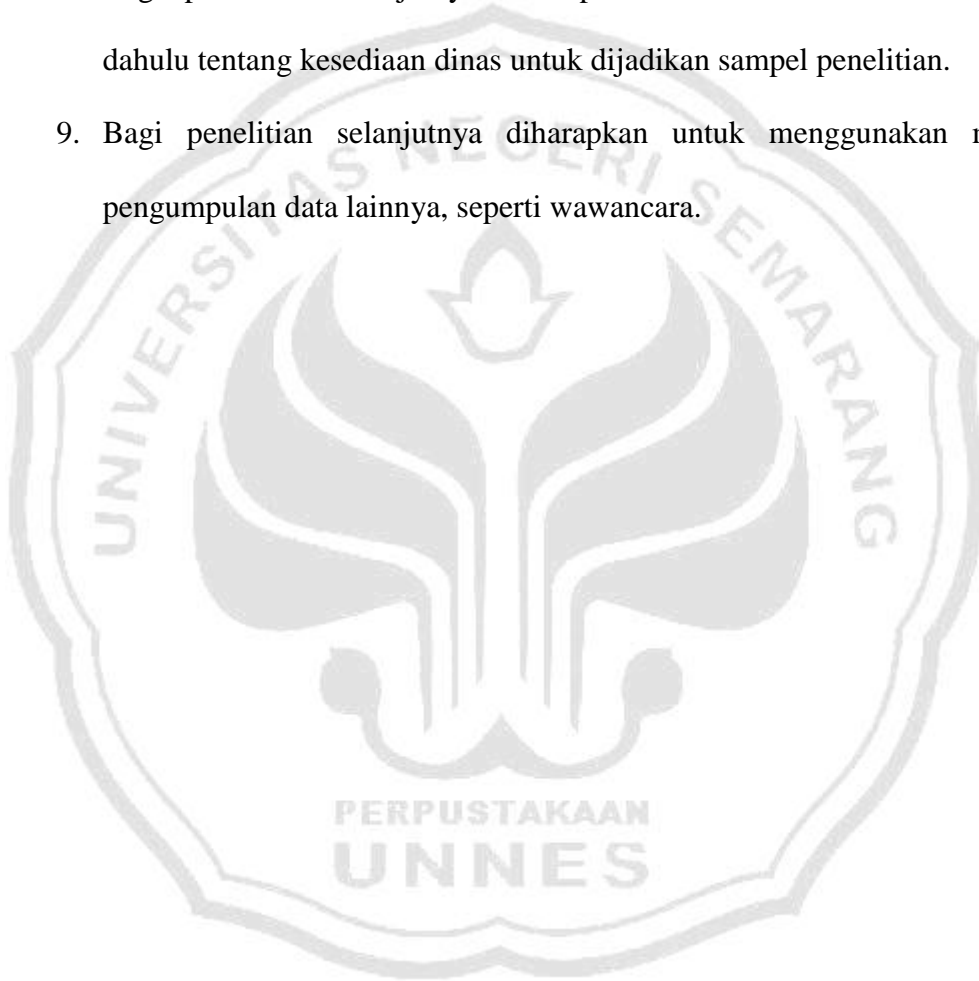 dahulu tentang kesediaan dinas untuk dijadikan sampel penelitian.
9. Bagi penelitian selanjutnya diharapkan untuk menggunakan
pengumpulan data lainnya, seperti wawancara.
UNIVERSITAS NEGERI SEMARANG
PERPUSTAKAAN
UNNES